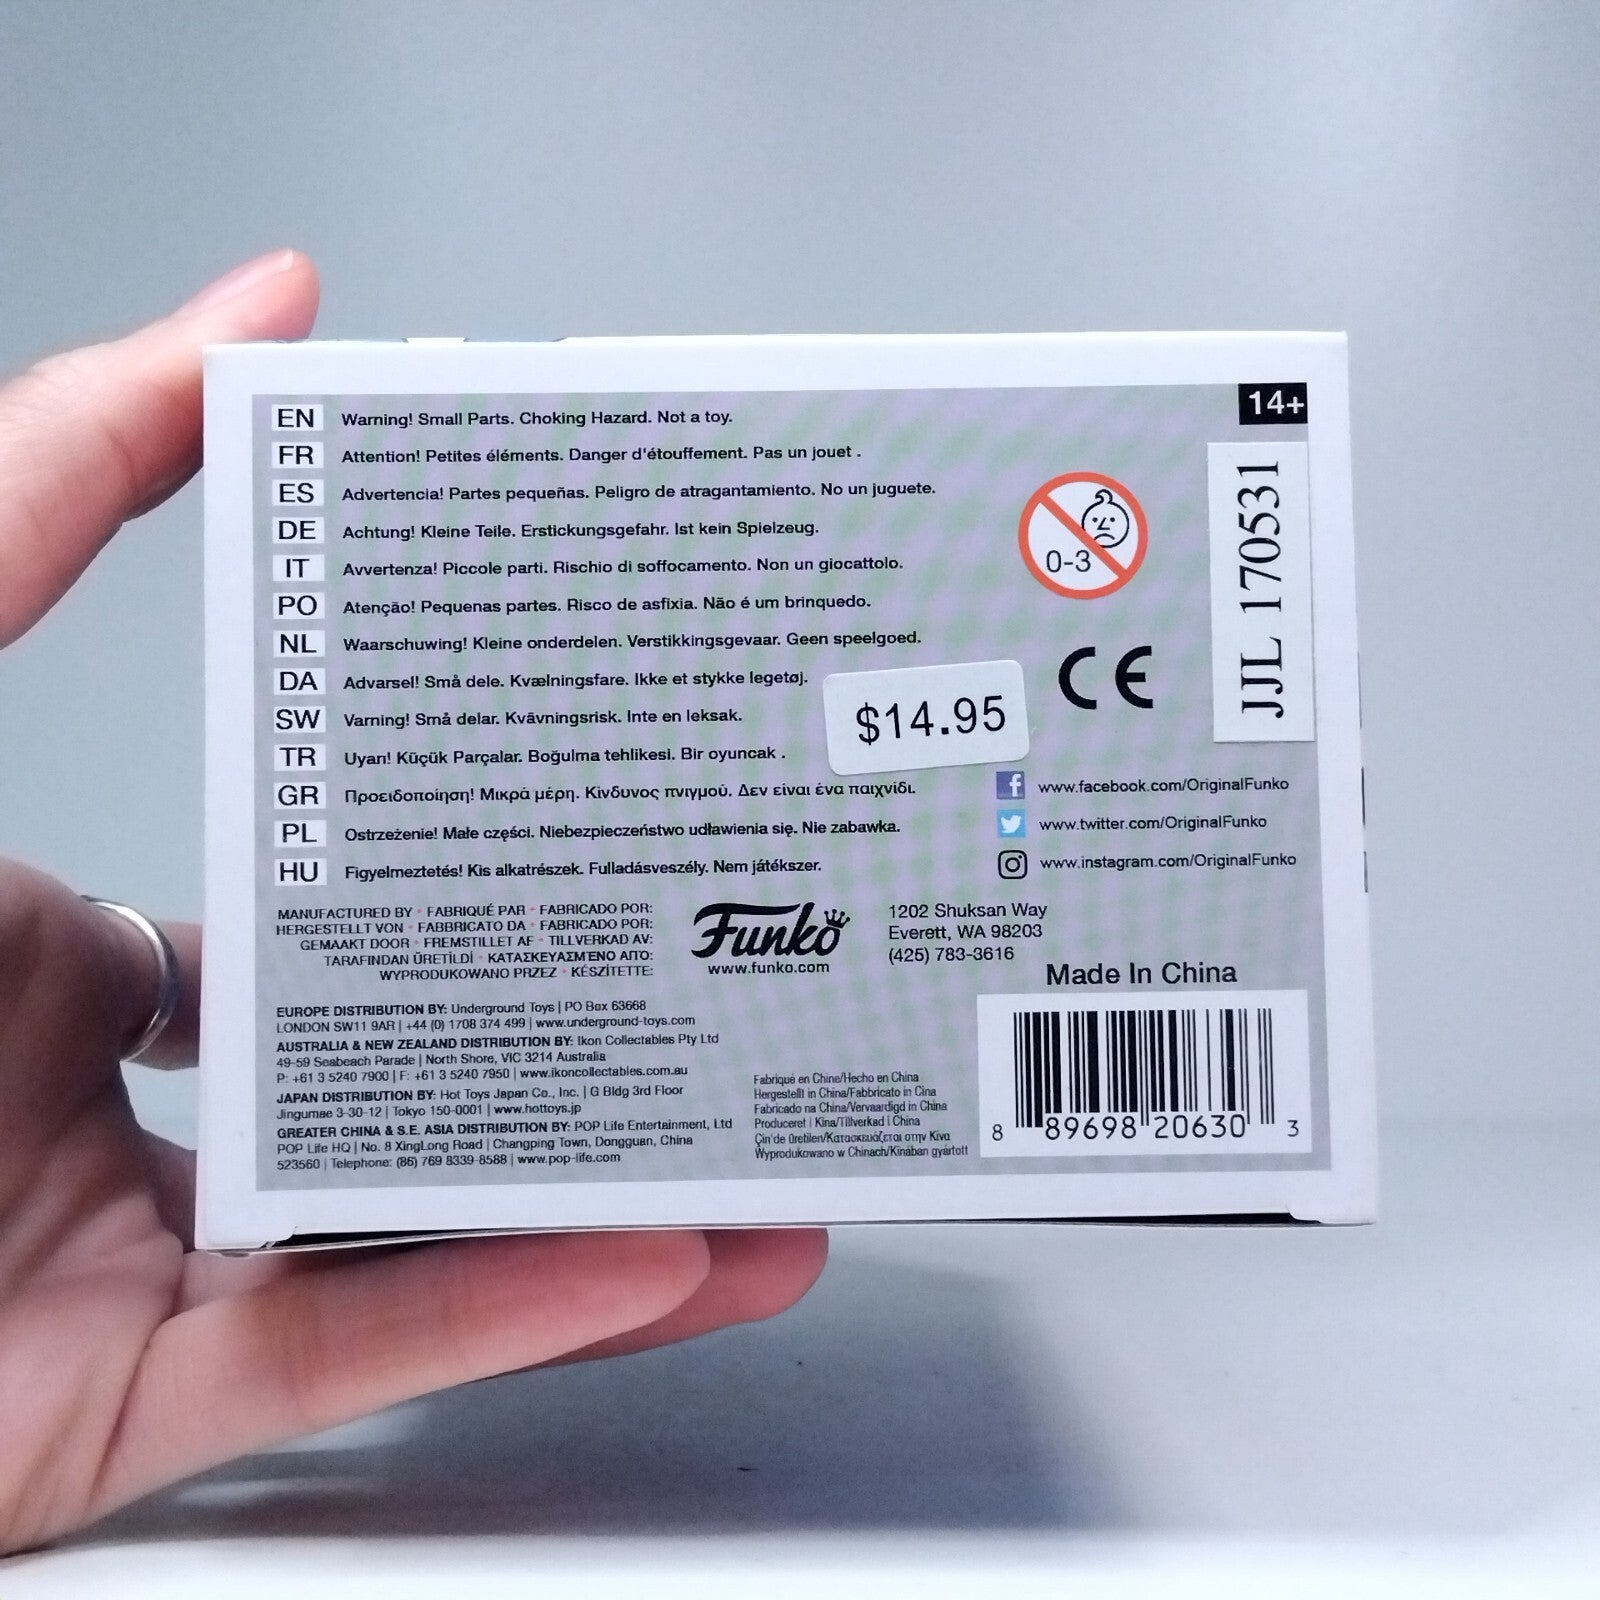 14+
EN Warning! Small Parts. Choking Hazard. Not a toy.
FR Attention! Petites éléments. Danger d'étouffement. Pas un jouet .
ES Advertencia! Partes pequeñas. Peligro de atragantamiento. No un juguete.
DE Achtung! Kleine Teile. Erstickungsgefahr. Ist kein Spielzeug.
IT Avvertenza! Piccole parti. Rischio di soffocamento. Non un giocattolo.
PO Atenção! Pequenas partes. Risco de asfixia. Não é um brinquedo.
NL Waarschuwing! Kleine onderdelen. Verstikkingsgevaar. Geen speelgoed.
DA Advarsel! Små dele. Kvælningsfare. Ikke et stykke legetøj.
SW Varning! Små delar. Kvävningsrisk. Inte en leksak.
TR Uyarı! Küçük Parçalar. Boğulma tehlikesi. Bir oyuncak .
GR Προειδοποίηση! Μικρά μέρη. Κίνδυνος πνιγμού. Δεν είναι ένα παιχνίδι.
PL Ostrzeżenie! Małe części. Niebezpieczeństwo udławienia się. Nie zabawka.
HU Figyelmeztetés! Kis alkatrészek. Fulladásveszély. Nem játékszer.
0-3
JJL 170531
CE
$14.95
www.facebook.com/OriginalFunko
www.twitter.com/OriginalFunko
www.instagram.com/OriginalFunko
MANUFACTURED BY • FABRIQUÉ PAR • FABRICADO POR:
HERGESTELLT VON • FABBRICATO DA • FABRICADO POR:
GEMAAKT DOOR • FREMSTILLET AF • TILLVERKAD AV:
TARAFINDAN ÜRETİLDİ • ΚΑΤΑΣΚΕΥΑΣΜΈΝΟ ΑΠΌ:
WYPRODUKOWANO PRZEZ • KÉSZÍTETTE:
Funko
www.funko.com
1202 Shuksan Way
Everett, WA 98203
(425) 783-3616
Made In China
EUROPE DISTRIBUTION BY: Underground Toys | PO Box 63668
LONDON SW11 9AR | +44 (0) 1708 374 499 | www.underground-toys.com
AUSTRALIA & NEW ZEALAND DISTRIBUTION BY: Ikon Collectables Pty Ltd
49-59 Seabeach Parade | North Shore, VIC 3214 Australia
P: +61 3 5240 7900 | F: +61 3 5240 7950 | www.ikoncollectables.com.au
JAPAN DISTRIBUTION BY: Hot Toys Japan Co., Inc. | G Bldg 3rd Floor
Jingumae 3-30-12 | Tokyo 150-0001 | www.hottoys.jp
GREATER CHINA & S.E. ASIA DISTRIBUTION BY: POP Life Entertainment, Ltd
POP Life HQ | No. 8 XingLong Road | Changping Town, Dongguan, China
523560 | Telephone: (86) 769 8339-8588 | www.pop-life.com
Fabriqué en Chine/Hecho en China
Hergestellt in China/Fabbricato in Cina
Fabricado na China/Vervaardigd in China
Produceret i Kina/Tillverkad i China
Çin'de üretilen/Κατασκευάζεται στην Κίνα
Wyprodukowano w Chinach/Kínában gyártott
8 89698 20630 3